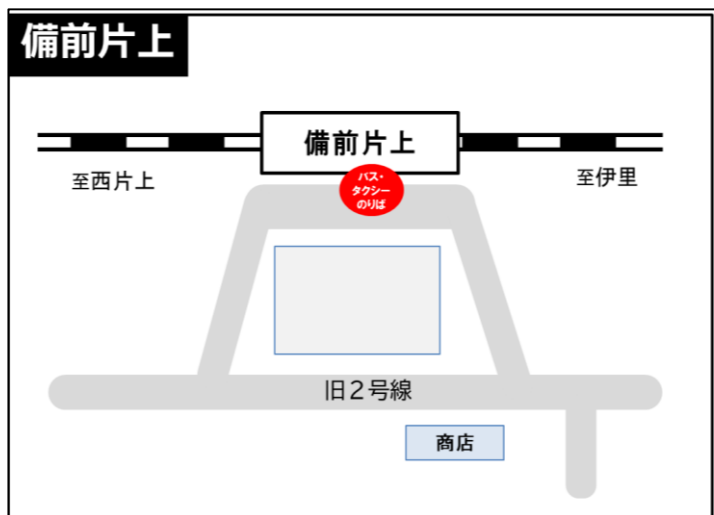 備前片上
備前片上
バス・
タクシー
のりば
至西片上
至伊里
旧２号線
商店